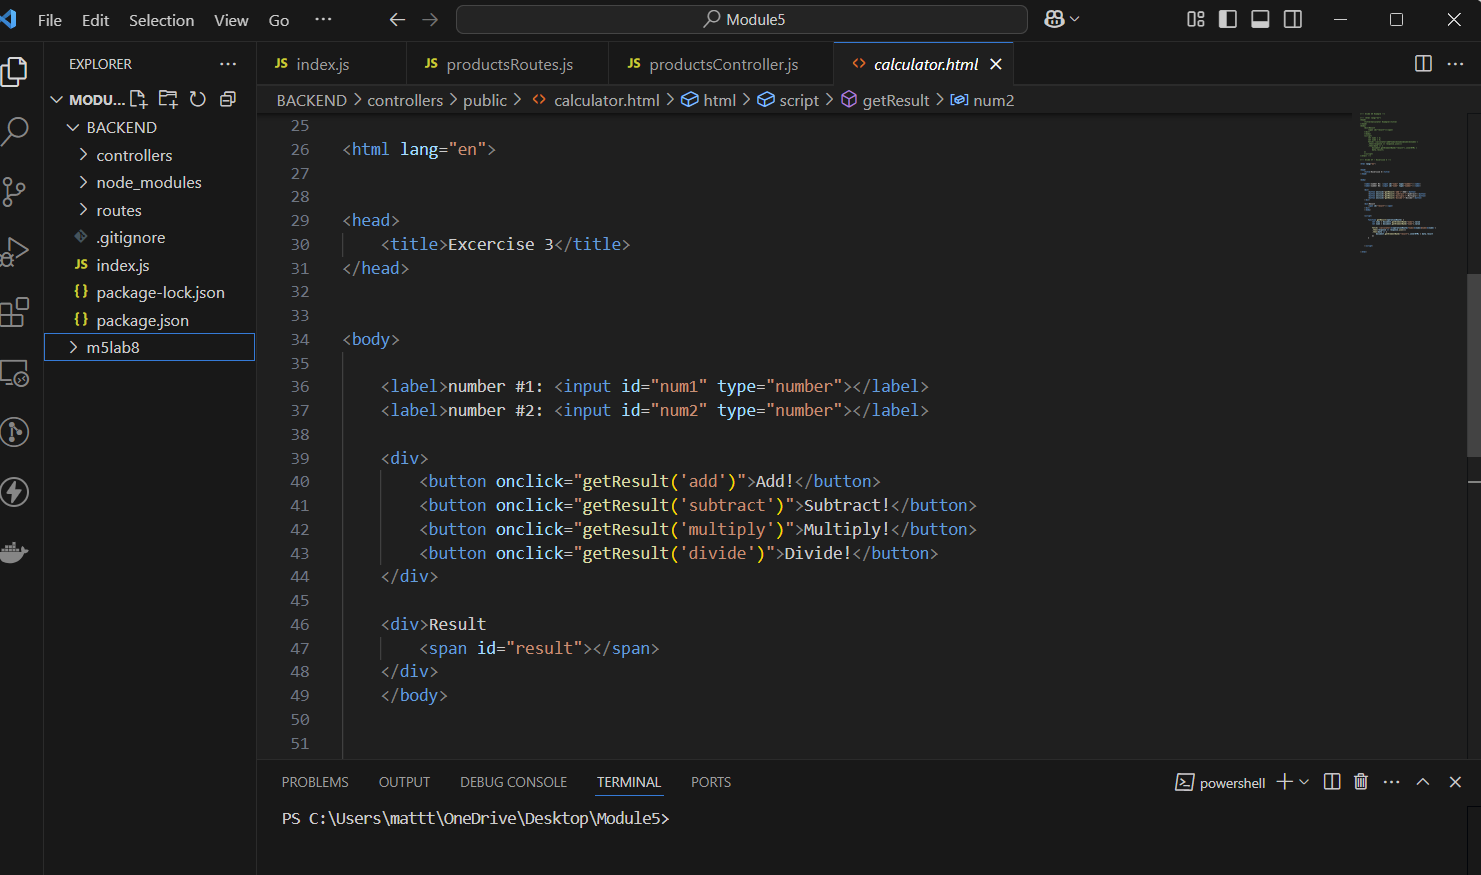 File Edit Selection View Go ··· Module5
EXPLORER ···
MODU...
BACKEND
controllers
node_modules
routes
.gitignore
JS index.js
{} package-lock.json
{} package.json
m5lab8
JS index.js JS productsRoutes.js JS productsController.js <> calculator.html
BACKEND > controllers > public > <> calculator.html > html > script > getResult > num2
25
26 <html lang="en">
27
28
29 <head>
30 <title>Excercise 3</title>
31 </head>
32
33
34 <body>
35
36 <label>number #1: <input id="num1" type="number"></label>
37 <label>number #2: <input id="num2" type="number"></label>
38
39 <div>
40 <button onclick="getResult('add')">Add!</button>
41 <button onclick="getResult('subtract')">Subtract!</button>
42 <button onclick="getResult('multiply')">Multiply!</button>
43 <button onclick="getResult('divide')">Divide!</button>
44 </div>
45
46 <div>Result
47 <span id="result"></span>
48 </div>
49 </body>
50
51
PROBLEMS OUTPUT DEBUG CONSOLE TERMINAL PORTS powershell
PS C:\Users\mattt\OneDrive\Desktop\Module5>